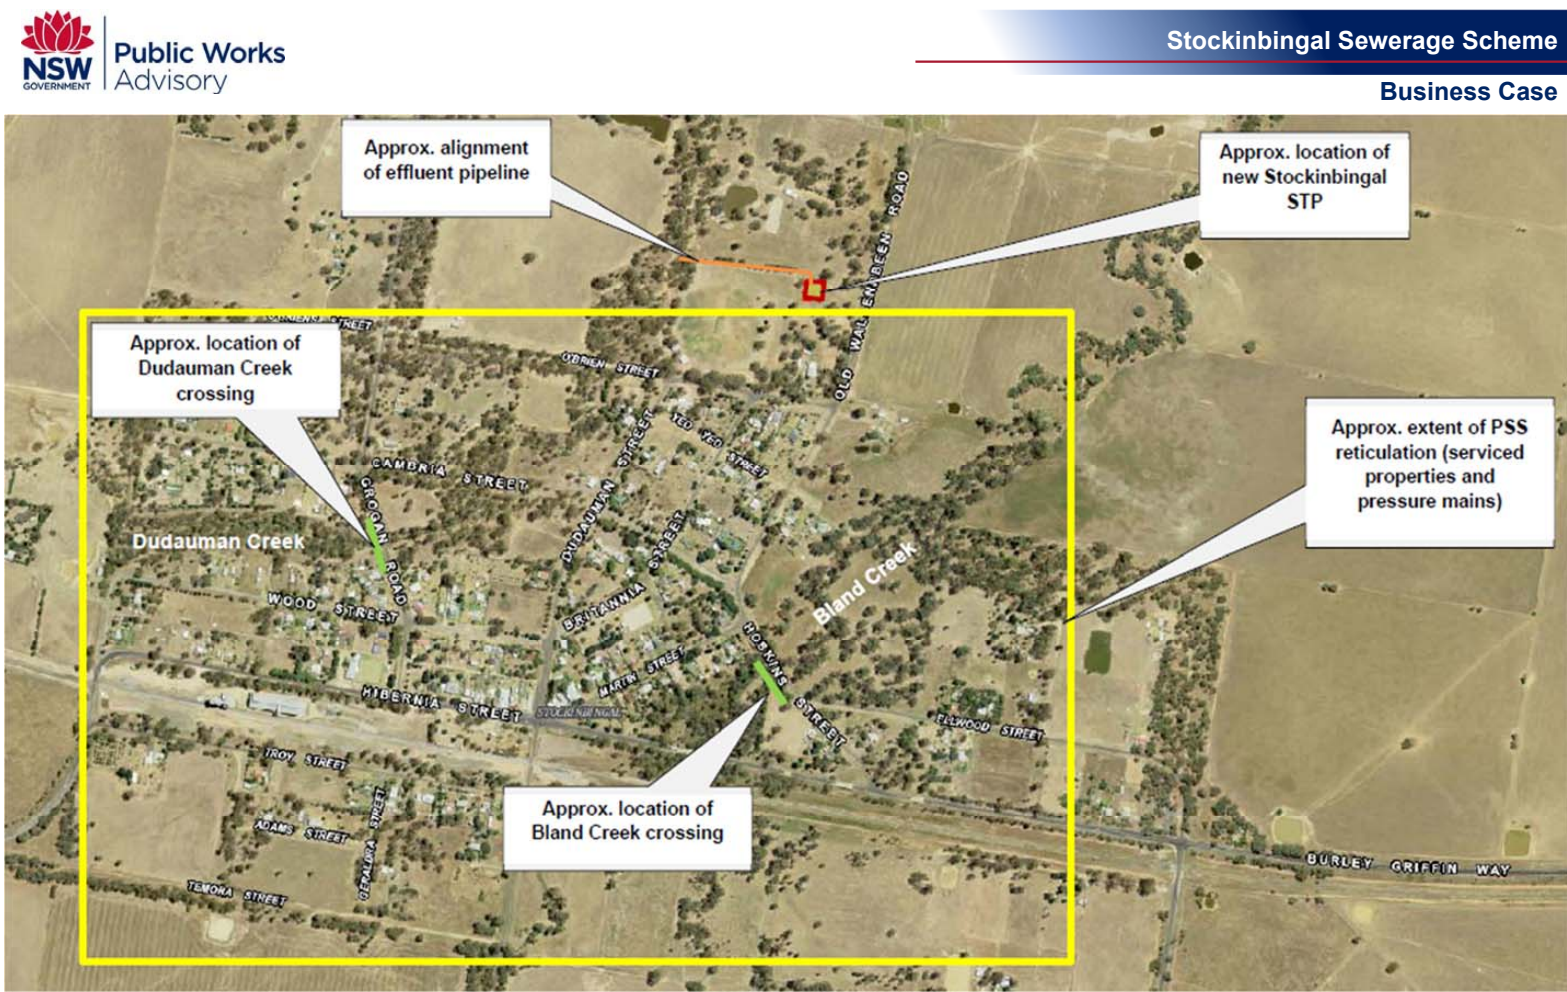 NSW
GOVERNMENT
Public Works
Advisory
Stockinbingal Sewerage Scheme
Business Case
Approx. alignment
of effluent pipeline
Approx. location of
new Stockinbingal
STP
OLD WALLENABEEN ROAD
STREET
Approx. location of
Dudauman Creek
crossing
O'BRIEN STREET
YEO YEO STREET
Approx. extent of PSS
reticulation (serviced
properties and
pressure mains)
CAMBRIA STREET
GROGAN ROAD
DUDAUMAN STREET
Dudauman Creek
BRITANNIA STREET
Bland Creek
WOOD STREET
HOSKINS STREET
MARTIN STREET
HIBERNIA STREET
STOCKINBINGAL
ELLWOOD STREET
TROY STREET
Approx. location of
Bland Creek crossing
ADAMS STREET
GERALDRA STREET
TEMORA STREET
BURLEY GRIFFIN WAY